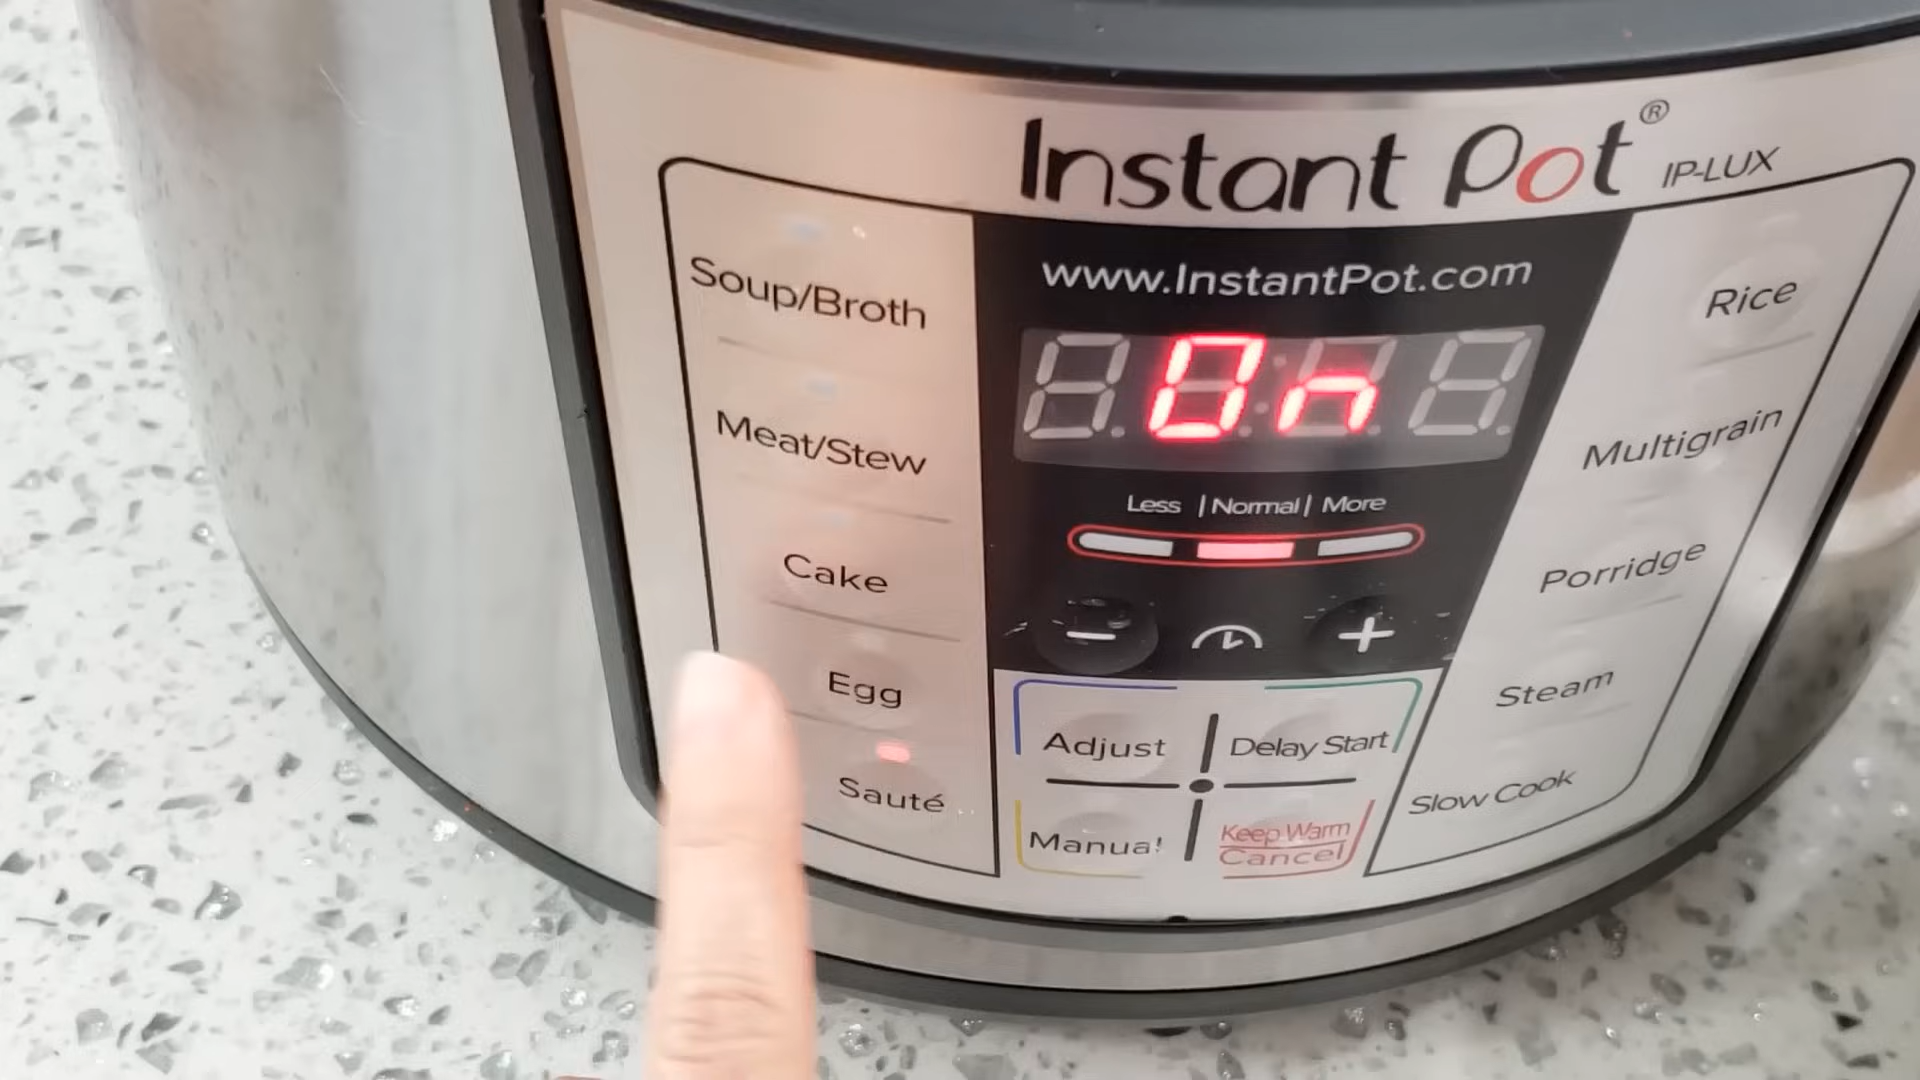 Instant Pot® IP-LUX
www.InstantPot.com
On
Less | Normal | More
Soup/Broth
Meat/Stew
Cake
Egg
Sauté
− +
Adjust
Delay Start
Manual
Keep Warm
Cancel
Rice
Multigrain
Porridge
Steam
Slow Cook